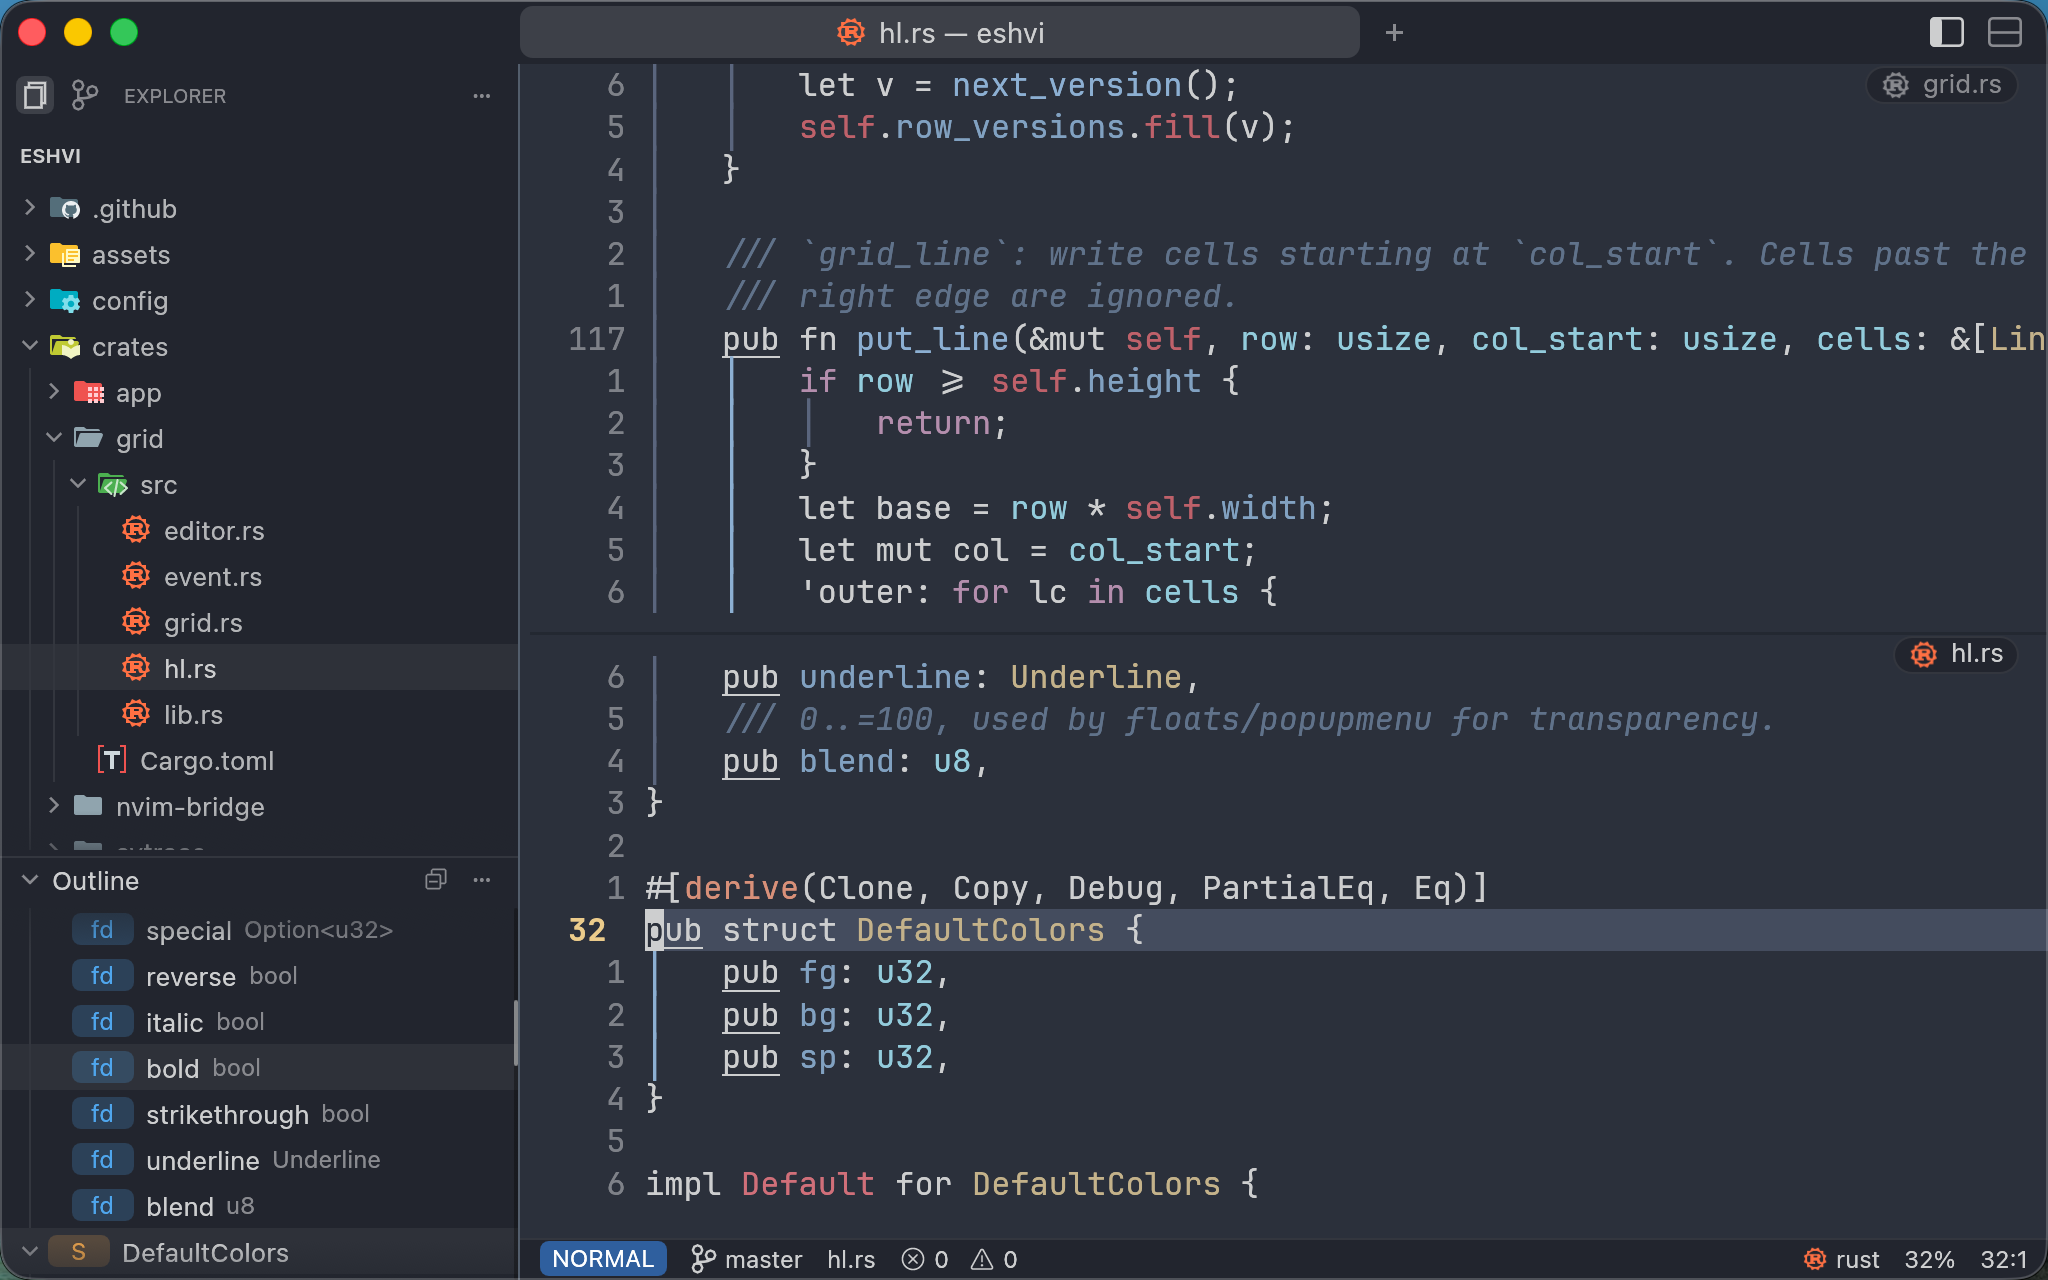 hl.rs — eshvi
EXPLORER
ESHVI
.github
assets
config
crates
app
grid
src
editor.rs
event.rs
grid.rs
hl.rs
lib.rs
[T] Cargo.toml
nvim-bridge
Outline
fd special Option<u32>
fd reverse bool
fd italic bool
fd bold bool
fd strikethrough bool
fd underline Underline
fd blend u8
S DefaultColors
grid.rs
6 let v = next_version();
5 self.row_versions.fill(v);
4 }
3
2 /// `grid_line`: write cells starting at `col_start`. Cells past the
1 /// right edge are ignored.
117 pub fn put_line(&mut self, row: usize, col_start: usize, cells: &[Lin
1 if row >= self.height {
2 return;
3 }
4 let base = row * self.width;
5 let mut col = col_start;
6 'outer: for lc in cells {
hl.rs
6 pub underline: Underline,
5 /// 0..=100, used by floats/popupmenu for transparency.
4 pub blend: u8,
3 }
2
1 #[derive(Clone, Copy, Debug, PartialEq, Eq)]
32 pub struct DefaultColors {
1 pub fg: u32,
2 pub bg: u32,
3 pub sp: u32,
4 }
5
6 impl Default for DefaultColors {
NORMAL master hl.rs 0 0 rust 32% 32:1